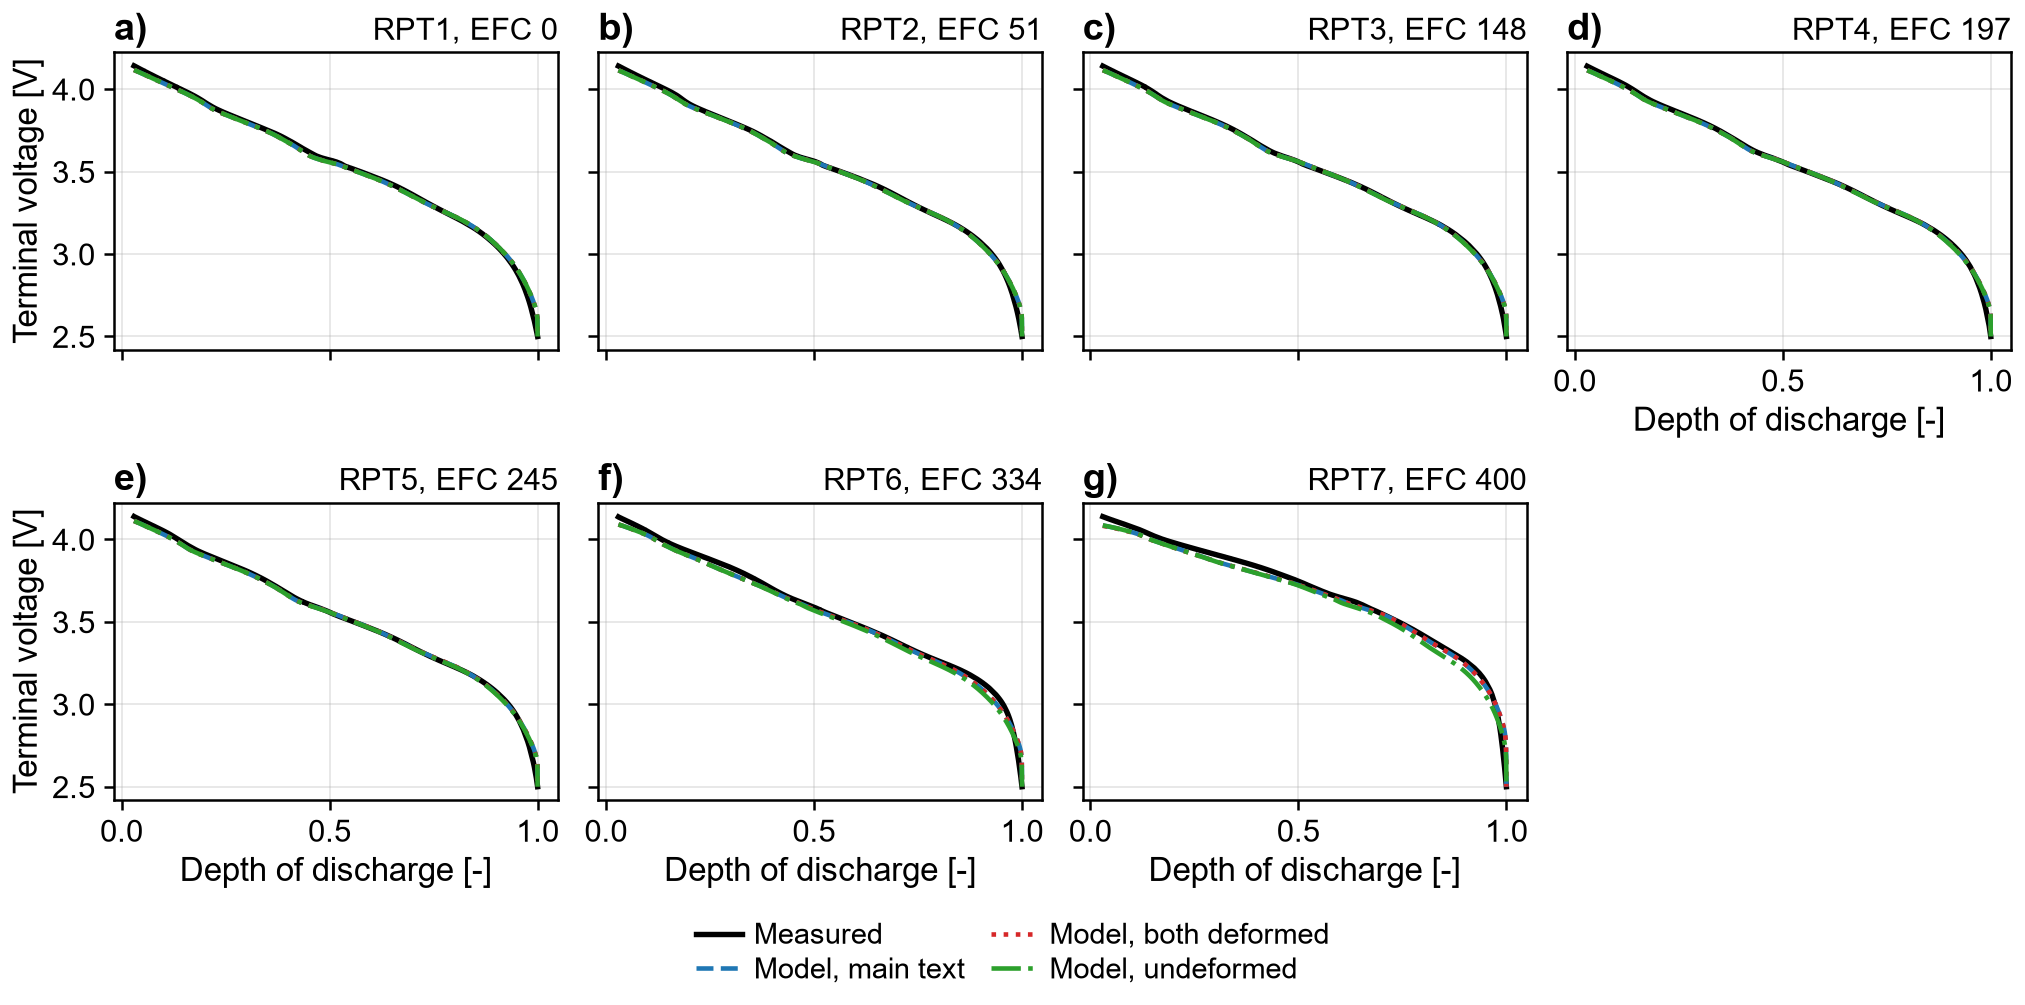 a) RPT1, EFC 0
b) RPT2, EFC 51
c) RPT3, EFC 148
d) RPT4, EFC 197
Terminal voltage [V]
4.0
3.5
3.0
2.5
0.0 0.5 1.0
Depth of discharge [-]
e) RPT5, EFC 245
f) RPT6, EFC 334
g) RPT7, EFC 400
Terminal voltage [V]
4.0
3.5
3.0
2.5
0.0 0.5 1.0
0.0 0.5 1.0
0.0 0.5 1.0
Depth of discharge [-]
Depth of discharge [-]
Depth of discharge [-]
Measured
Model, main text
Model, both deformed
Model, undeformed